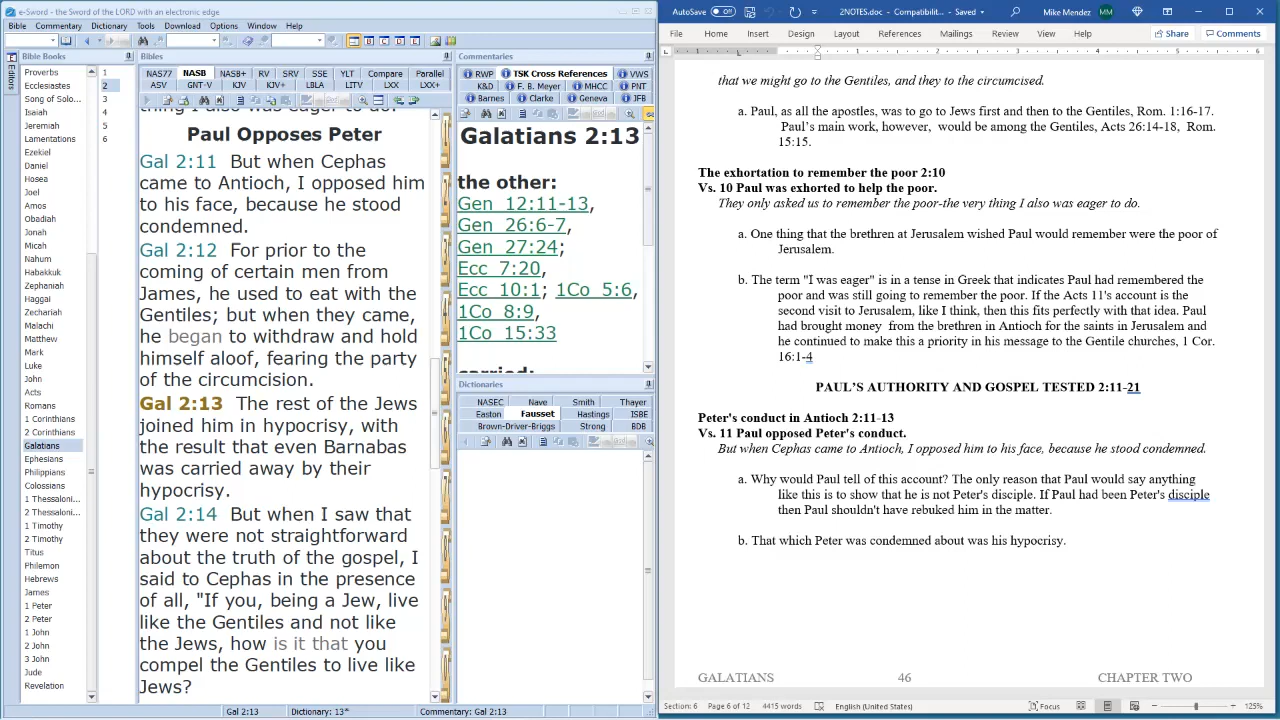 e-Sword - the Sword of the LORD with an electronic edge
Bible Commentary Dictionary Tools Download Options Window Help
Editors
Bible Books
Proverbs
Ecclesiastes
Song of Solo...
Isaiah
Jeremiah
Lamentations
Ezekiel
Daniel
Hosea
Joel
Amos
Obadiah
Jonah
Micah
Nahum
Habakkuk
Zephaniah
Haggai
Zechariah
Malachi
Matthew
Mark
Luke
John
Acts
Romans
1 Corinthians
2 Corinthians
Galatians
Ephesians
Philippians
Colossians
1 Thessaloni...
2 Thessaloni...
1 Timothy
2 Timothy
Titus
Philemon
Hebrews
James
1 Peter
2 Peter
1 John
2 John
3 John
Jude
Revelation
1
2
3
4
5
6
Bibles
NAS77 NASB NASB+ RV SRV SSE YLT Compare Parallel
ASV GNT-V KJV KJV+ LBLA LITV LXX LXX+
Paul Opposes Peter
Gal 2:11 But when Cephas
came to Antioch, I opposed him
to his face, because he stood
condemned.
Gal 2:12 For prior to the
coming of certain men from
James, he used to eat with the
Gentiles; but when they came,
he began to withdraw and hold
himself aloof, fearing the party
of the circumcision.
Gal 2:13 The rest of the Jews
joined him in hypocrisy, with
the result that even Barnabas
was carried away by their
hypocrisy.
Gal 2:14 But when I saw that
they were not straightforward
about the truth of the gospel, I
said to Cephas in the presence
of all, "If you, being a Jew, live
like the Gentiles and not like
the Jews, how is it that you
compel the Gentiles to live like
Jews?
Commentaries
RWP TSK Cross References VWS
K&D F. B. Meyer MHCC PNT
Barnes Clarke Geneva JFB
Galatians 2:13
the other:
Gen 12:11-13,
Gen 26:6-7,
Gen 27:24;
Ecc 7:20,
Ecc 10:1; 1Co 5:6,
1Co 8:9,
1Co 15:33
carried:
Dictionaries
NASEC Nave Smith Thayer
Easton Fausset Hastings ISBE
Brown-Driver-Briggs Strong BDB
Gal 2:13 Dictionary: 13* Commentary: Gal 2:13
AutoSave Off 2NOTES.doc - Compatibilit... - Saved Mike Mendez MM
File Home Insert Design Layout References Mailings Review View Help Share Comments
1 1 2 3 4 5 6
that we might go to the Gentiles, and they to the circumcised.
a. Paul, as all the apostles, was to go to Jews first and then to the Gentiles, Rom. 1:16-17.
Paul's main work, however, would be among the Gentiles, Acts 26:14-18, Rom.
15:15.
The exhortation to remember the poor 2:10
Vs. 10 Paul was exhorted to help the poor.
They only asked us to remember the poor-the very thing I also was eager to do.
a. One thing that the brethren at Jerusalem wished Paul would remember were the poor of
Jerusalem.
b. The term "I was eager" is in a tense in Greek that indicates Paul had remembered the
poor and was still going to remember the poor. If the Acts 11's account is the
second visit to Jerusalem, like I think, then this fits perfectly with that idea. Paul
had brought money from the brethren in Antioch for the saints in Jerusalem and
he continued to make this a priority in his message to the Gentile churches, 1 Cor.
16:1-4
PAUL'S AUTHORITY AND GOSPEL TESTED 2:11-21
Peter's conduct in Antioch 2:11-13
Vs. 11 Paul opposed Peter's conduct.
But when Cephas came to Antioch, I opposed him to his face, because he stood condemned.
a. Why would Paul tell of this account? The only reason that Paul would say anything
like this is to show that he is not Peter's disciple. If Paul had been Peter's disciple
then Paul shouldn't have rebuked him in the matter.
b. That which Peter was condemned about was his hypocrisy.
GALATIANS 46 CHAPTER TWO
Section: 6 Page 6 of 12 4415 words English (United States) Focus 125%